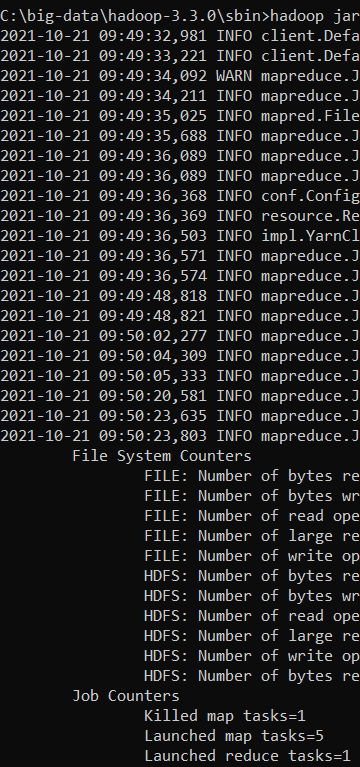 C:\big-data\hadoop-3.3.0\sbin>hadoop jar
2021-10-21 09:49:32,981 INFO client.Defa
2021-10-21 09:49:33,221 INFO client.Defa
2021-10-21 09:49:34,092 WARN mapreduce.J
2021-10-21 09:49:34,211 INFO mapreduce.J
2021-10-21 09:49:35,025 INFO mapred.File
2021-10-21 09:49:35,688 INFO mapreduce.J
2021-10-21 09:49:36,089 INFO mapreduce.J
2021-10-21 09:49:36,089 INFO mapreduce.J
2021-10-21 09:49:36,368 INFO conf.Config
2021-10-21 09:49:36,369 INFO resource.Re
2021-10-21 09:49:36,503 INFO impl.YarnCl
2021-10-21 09:49:36,571 INFO mapreduce.J
2021-10-21 09:49:36,574 INFO mapreduce.J
2021-10-21 09:49:48,818 INFO mapreduce.J
2021-10-21 09:49:48,821 INFO mapreduce.J
2021-10-21 09:50:02,277 INFO mapreduce.J
2021-10-21 09:50:04,309 INFO mapreduce.J
2021-10-21 09:50:05,333 INFO mapreduce.J
2021-10-21 09:50:20,581 INFO mapreduce.J
2021-10-21 09:50:23,635 INFO mapreduce.J
2021-10-21 09:50:23,803 INFO mapreduce.J
File System Counters
FILE: Number of bytes re
FILE: Number of bytes wr
FILE: Number of read ope
FILE: Number of large re
FILE: Number of write op
HDFS: Number of bytes re
HDFS: Number of bytes wr
HDFS: Number of read ope
HDFS: Number of large re
HDFS: Number of write op
HDFS: Number of bytes re
Job Counters
Killed map tasks=1
Launched map tasks=5
Launched reduce tasks=1